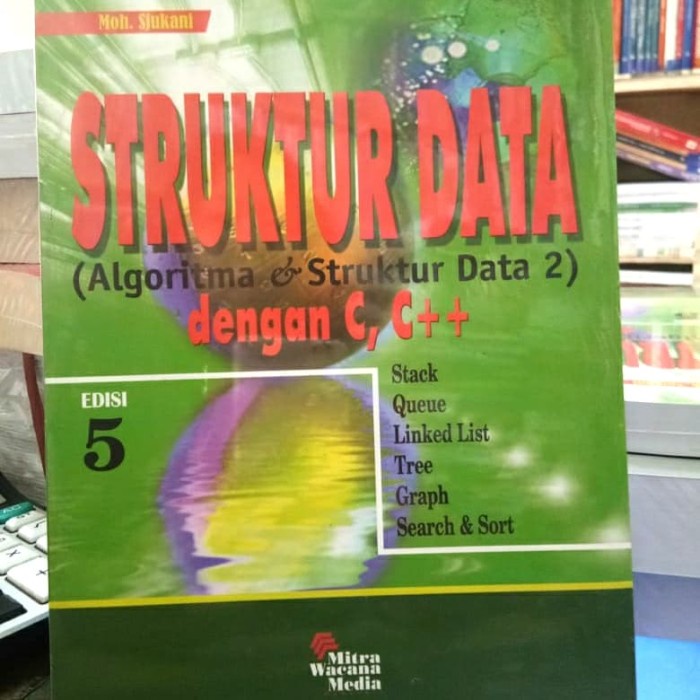 Moh. Sjukani
STRUKTUR DATA
(Algoritma & Struktur Data 2)
dengan C, C++
EDISI
5
Stack
Queue
Linked List
Tree
Graph
Search & Sort
Mitra
Wacana
Media